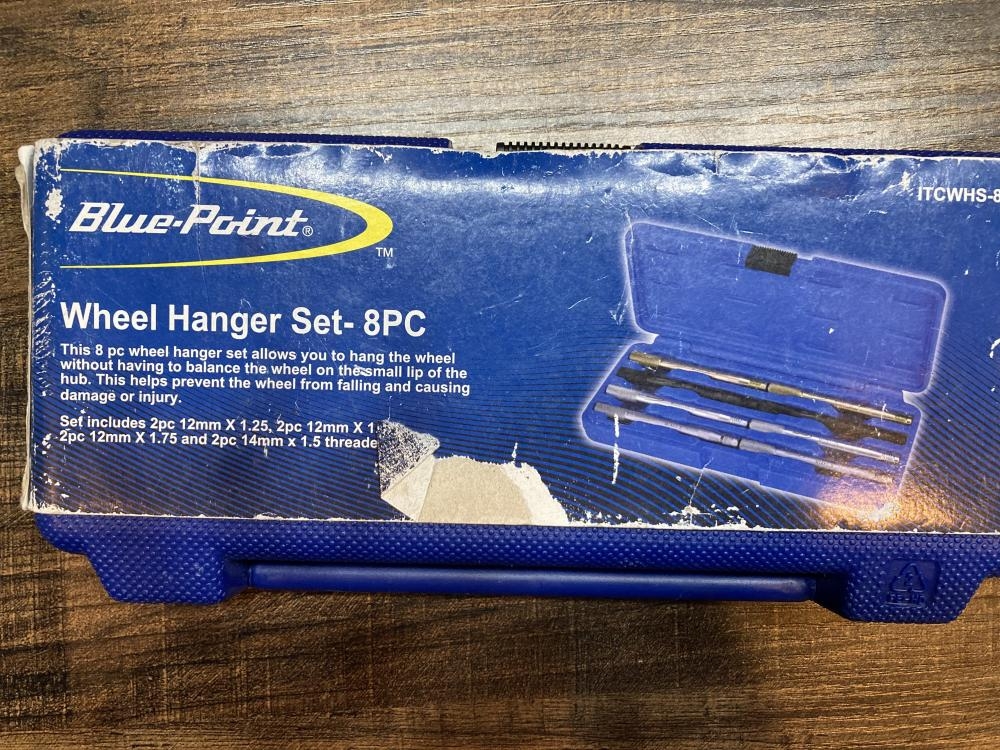 Blue-Point®
TM
ITCWHS-8
Wheel Hanger Set- 8PC
This 8 pc wheel hanger set allows you to hang the wheel
without having to balance the wheel on the small lip of the
hub. This helps prevent the wheel from falling and causing
damage or injury.
Set includes 2pc 12mm X 1.25, 2pc 12mm X 1
2pc 12mm X 1.75 and 2pc 14mm x 1.5 threade